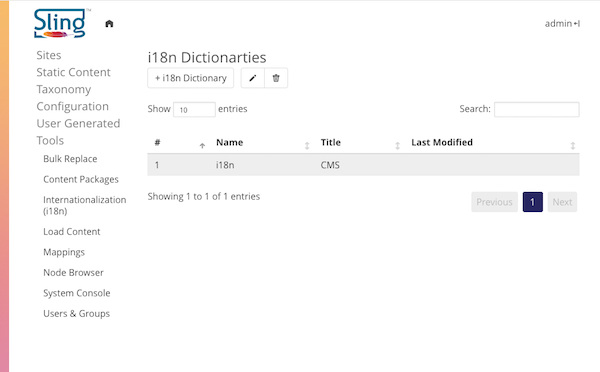 Sling™
admin
Sites
Static Content
Taxonomy
Configuration
User Generated
Tools
Bulk Replace
Content Packages
Internationalization
(i18n)
Load Content
Mappings
Node Browser
System Console
Users & Groups
i18n Dictionarties
+ i18n Dictionary
Show 10 entries Search:
# Name Title Last Modified
1 i18n CMS
Showing 1 to 1 of 1 entries
Previous 1 Next